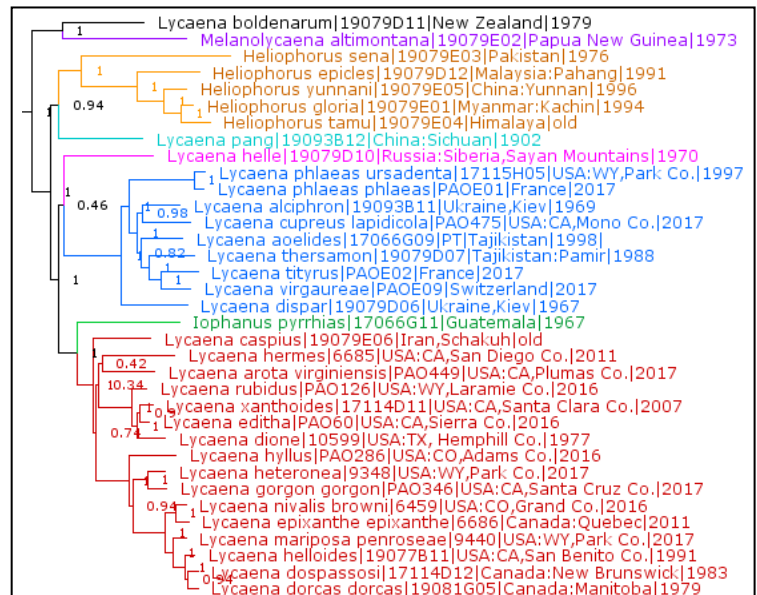 Lycaena boldenarum|19079D11|New Zealand|1979
1
Melanolycaena altimontana|19079E02|Papua New Guinea|1973
Heliophorus sena|19079E03|Pakistan|1976
1
Heliophorus epicles|19079D12|Malaysia:Pahang|1991
1
Heliophorus yunnani|19079E05|China:Yunnan|1996
1 0.94 1
Heliophorus gloria|19079E01|Myanmar:Kachin|1994
1
Heliophorus tamu|19079E04|Himalaya|old
Lycaena pang|19093B12|China:Sichuan|1902
Lycaena helle|19079D10|Russia:Siberia,Sayan Mountains|1970
Lycaena phlaeas ursadenta|17115H05|USA:WY,Park Co.|1997
1
1 Lycaena phlaeas phlaeas|PAOE01|France|2017
0.46
1 Lycaena alciphron|19093B11|Ukraine,Kiev|1969
0.98
Lycaena cupreus lapidicola|PAO475|USA:CA,Mono Co.|2017
1
Lycaena aoelides|17066G09|PT|Tajikistan|1998|
0.82
1 Lycaena thersamon|19079D07|Tajikistan:Pamir|1988
1
Lycaena tityrus|PAOE02|France|2017
1 1
Lycaena virgaureae|PAOE09|Switzerland|2017
Lycaena dispar|19079D06|Ukraine,Kiev|1967
Iophanus pyrrhias|17066G11|Guatemala|1967
Lycaena caspius|19079E06|Iran,Schakuh|old
1
Lycaena hermes|6685|USA:CA,San Diego Co.|2011
0.42
Lycaena arota virginiensis|PAO449|USA:CA,Plumas Co.|2017
10.34
Lycaena rubidus|PAO126|USA:WY,Laramie Co.|2016
1 Lycaena xanthoides|17114D11|USA:CA,Santa Clara Co.|2007
1 Lycaena editha|PAO60|USA:CA,Sierra Co.|2016
0.74
Lycaena dione|10599|USA:TX, Hemphill Co.|1977
Lycaena hyllus|PAO286|USA:CO,Adams Co.|2016
Lycaena heteronea|9348|USA:WY,Park Co.|2017
1 1
Lycaena gorgon gorgon|PAO346|USA:CA,Santa Cruz Co.|2017
0.94
1 Lycaena nivalis browni|6459|USA:CO,Grand Co.|2016
Lycaena epixanthe epixanthe|6686|Canada:Quebec|2011
1
Lycaena mariposa penroseae|9440|USA:WY,Park Co.|2017
1
Lycaena helloides|19077B11|USA:CA,San Benito Co.|1991
1
Lycaena dospassosi|17114D12|Canada:New Brunswick|1983
0.94
Lycaena dorcas dorcas|19081G05|Canada:Manitoba|1979